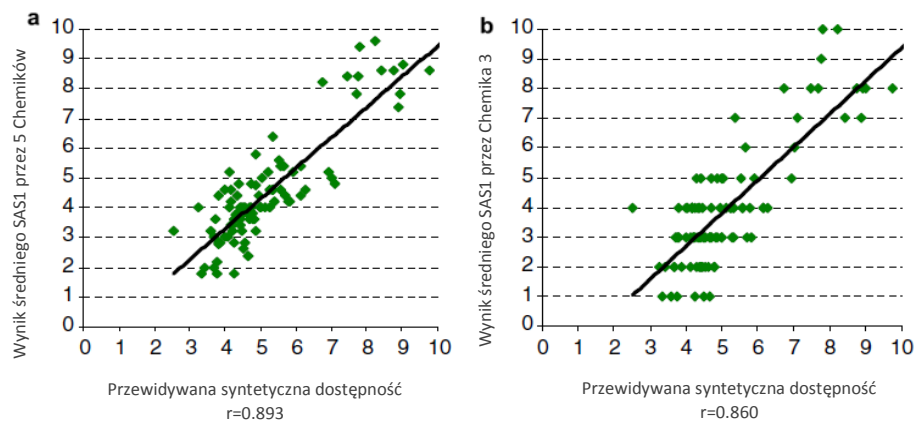 a
Wynik średniego SAS1 przez 5 Chemików
10
9
8
7
6
5
4
3
2
1
0
0 1 2 3 4 5 6 7 8 9 10
Przewidywana syntetyczna dostępność
r=0.893
b
Wynik średniego SAS1 przez Chemika 3
10
9
8
7
6
5
4
3
2
1
0
0 1 2 3 4 5 6 7 8 9 10
Przewidywana syntetyczna dostępność
r=0.860